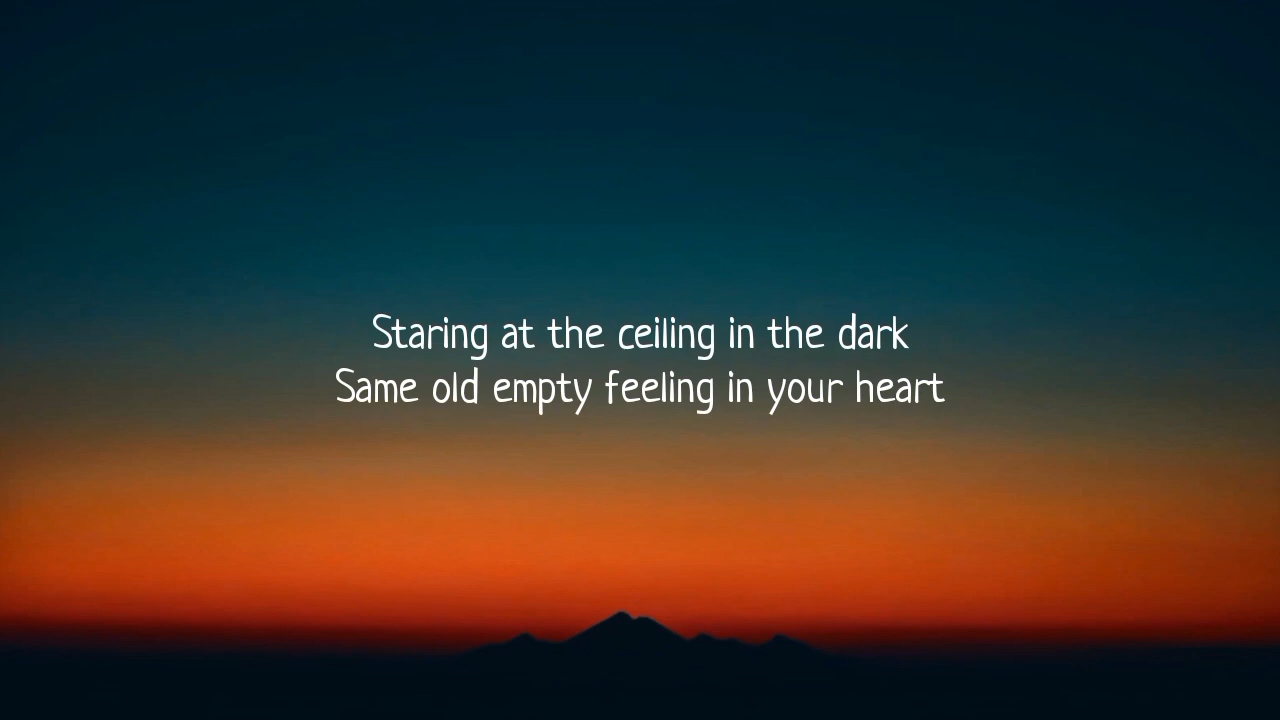 Staring at the ceiling in the dark
Same old empty feeling in your heart